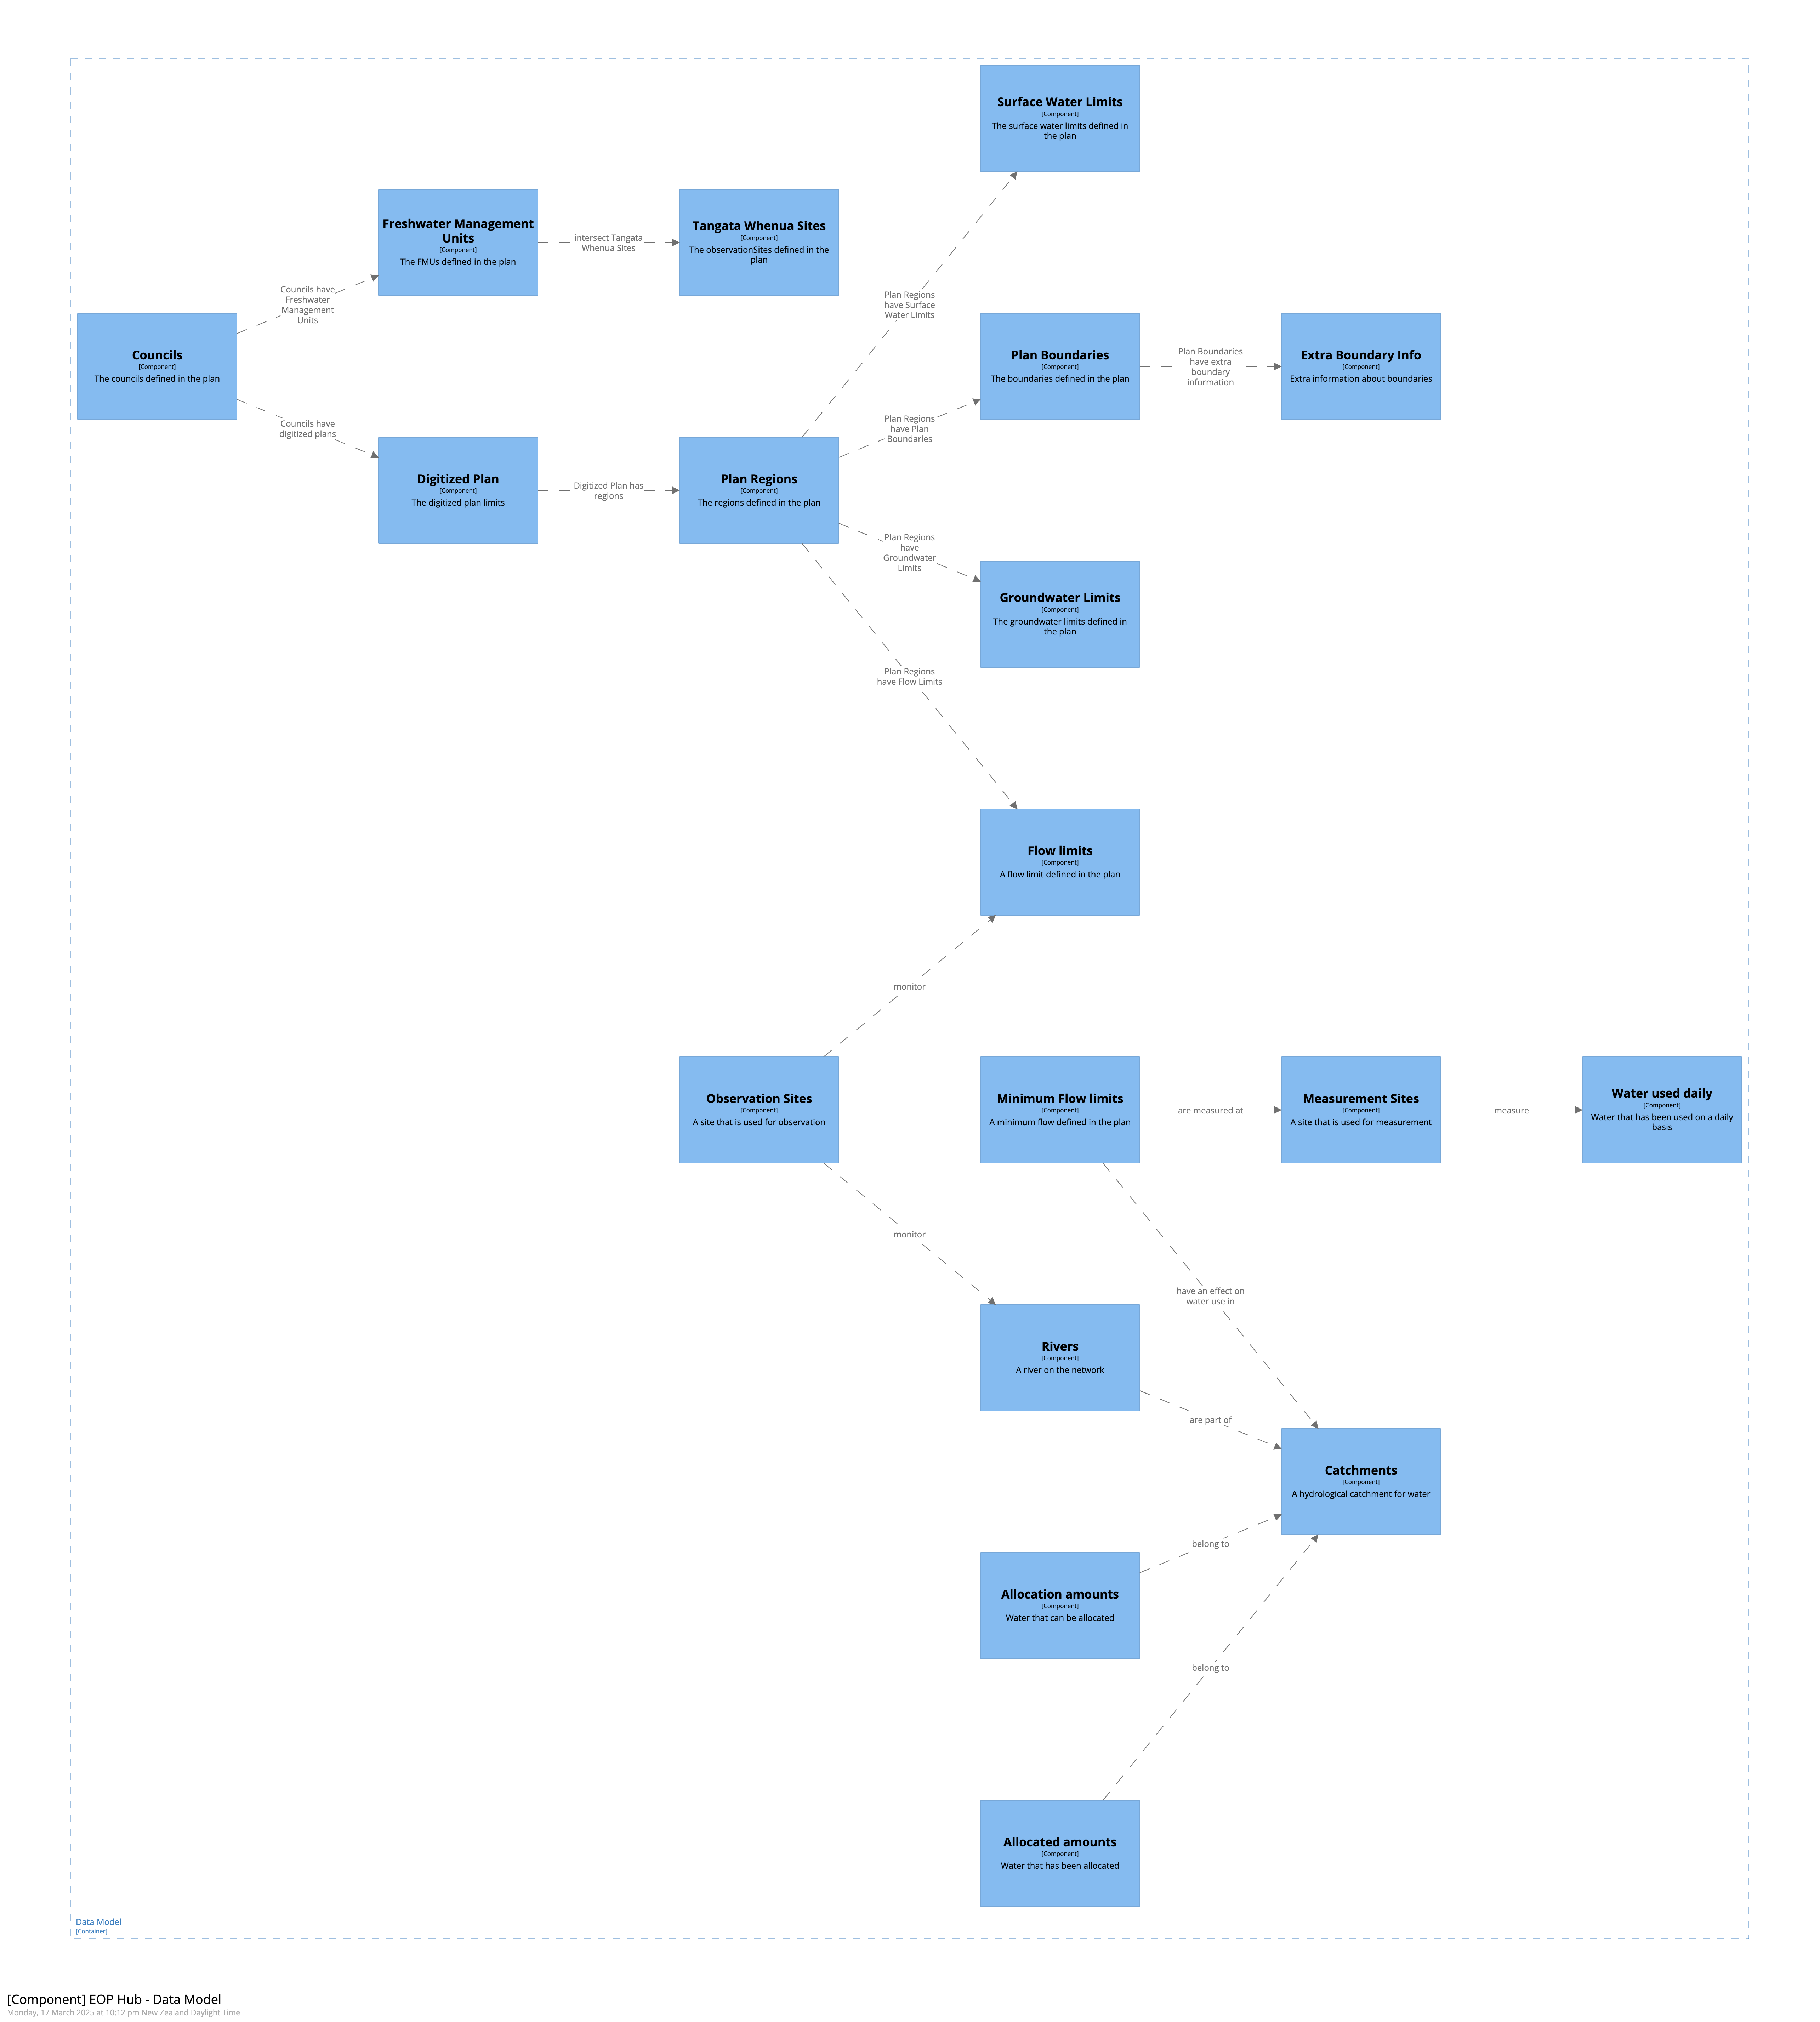 Surface Water Limits
[Component]
The surface water limits defined in
the plan
Freshwater Management
Units
[Component]
The FMUs defined in the plan
intersect Tangata
Whenua Sites
Tangata Whenua Sites
[Component]
The observationSites defined in the
plan
Councils have
Freshwater
Management
Units
Plan Regions
have Surface
Water Limits
Councils
[Component]
The councils defined in the plan
Plan Boundaries
[Component]
The boundaries defined in the plan
Plan Boundaries
have extra
boundary
information
Extra Boundary Info
[Component]
Extra information about boundaries
Councils have
digitized plans
Plan Regions
have Plan
Boundaries
Digitized Plan
[Component]
The digitized plan limits
Digitized Plan has
regions
Plan Regions
[Component]
The regions defined in the plan
Plan Regions
have
Groundwater
Limits
Groundwater Limits
[Component]
The groundwater limits defined in
the plan
Plan Regions
have Flow Limits
Flow limits
[Component]
A flow limit defined in the plan
monitor
Observation Sites
[Component]
A site that is used for observation
Minimum Flow limits
[Component]
A minimum flow defined in the plan
are measured at
Measurement Sites
[Component]
A site that is used for measurement
measure
Water used daily
[Component]
Water that has been used on a daily
basis
monitor
have an effect on
water use in
Rivers
[Component]
A river on the network
are part of
Catchments
[Component]
A hydrological catchment for water
belong to
Allocation amounts
[Component]
Water that can be allocated
belong to
Allocated amounts
[Component]
Water that has been allocated
Data Model
[Container]
[Component] EOP Hub - Data Model
Monday, 17 March 2025 at 10:12 pm New Zealand Daylight Time